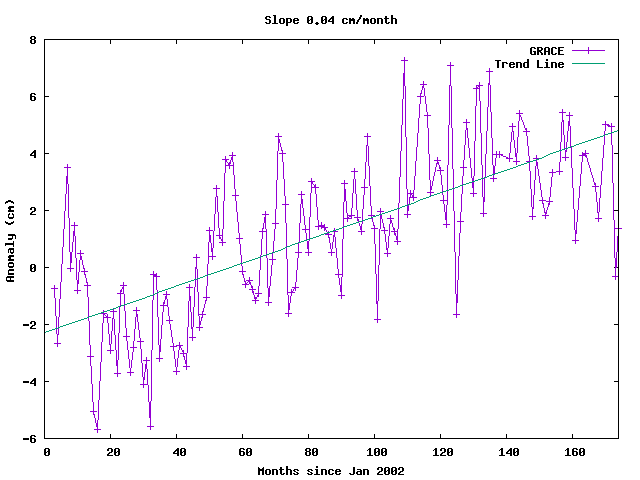 Slope 0.04 cm/month
GRACE
Trend Line
8
6
4
2
0
-2
-4
-6
Anomaly (cm)
0 20 40 60 80 100 120 140 160
Months since Jan 2002